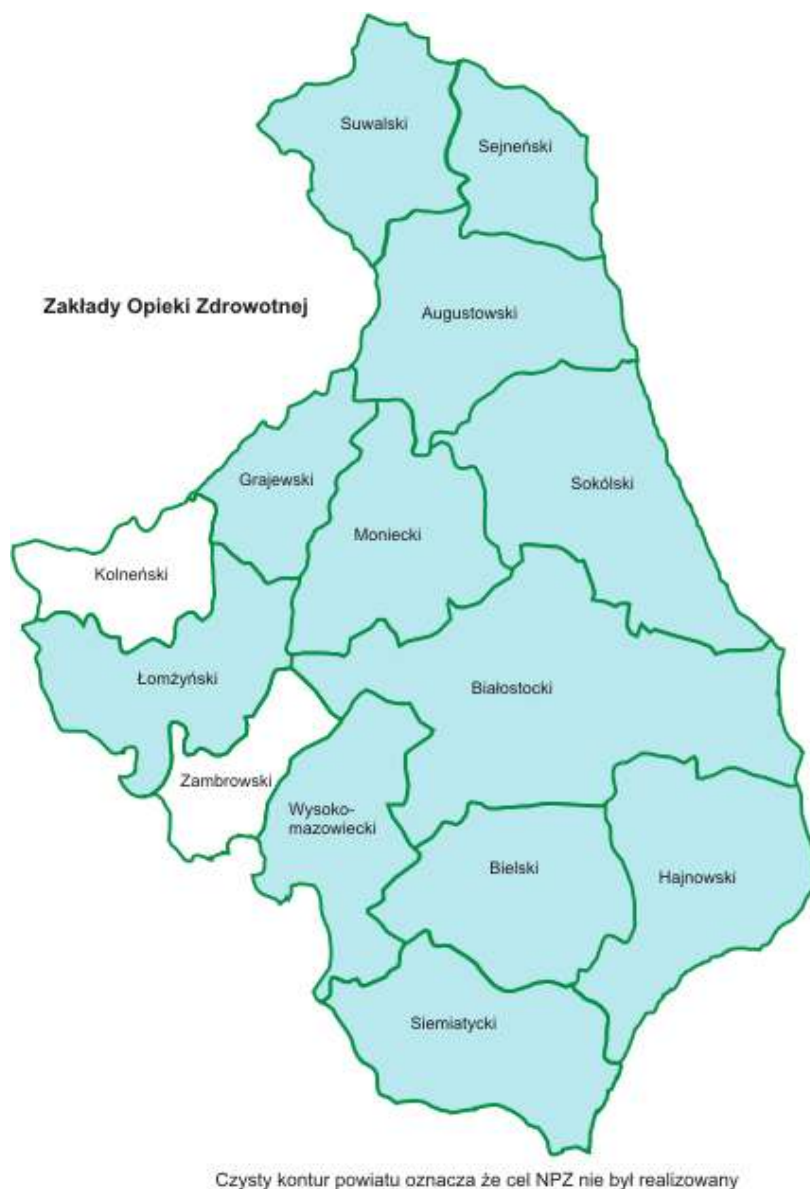 Suwalski
Sejneński
Zakłady Opieki Zdrowotnej
Augustowski
Grajewski
Sokólski
Moniecki
Kolneński
Łomżyński
Białostocki
Zambrowski
Wysoko-
mazowiecki
Bielski
Hajnowski
Siemiatycki
Czysty kontur powiatu oznacza że cel NPZ nie był realizowany